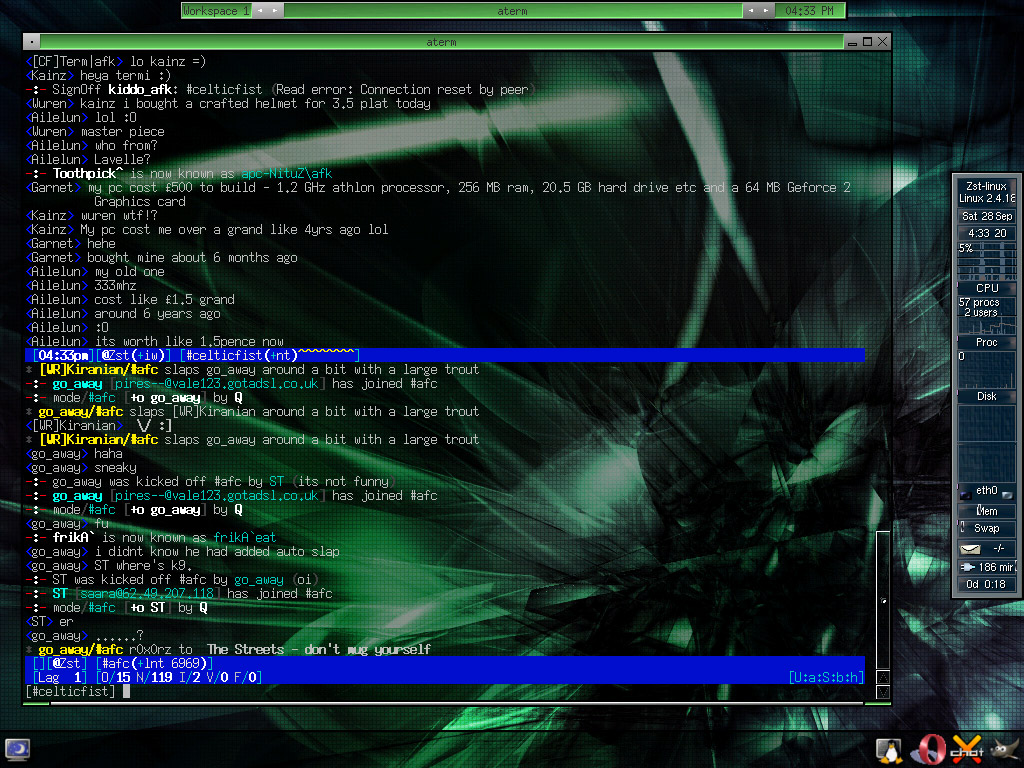 Workspace 1
aterm
04:33 PM
aterm
<[CF]Term|afk> lo kainz =)
<Kainz> heya termi :)
-:- SignOff kiddo_afk: #celticfist (Read error: Connection reset by peer)
<Wuren> kainz i bought a crafted helmet for 3.5 plat today
<Ailelun> lol :O
<Wuren> master piece
<Ailelun> who from?
<Ailelun> Lavelle?
-:- Toothpick^ is now known as apc-NituZ\afk
<Garnet> my pc cost £500 to build - 1.2 GHz athlon processor, 256 MB ram, 20.5 GB hard drive etc and a 64 MB Geforce 2
Graphics card
<Kainz> wuren wtf!?
<Kainz> My pc cost me over a grand like 4yrs ago lol
<Garnet> hehe
<Garnet> bought mine about 6 months ago
<Ailelun> my old one
<Ailelun> 333mhz
<Ailelun> cost like £1.5 grand
<Ailelun> around 6 years ago
<Ailelun> :O
<Ailelun> its worth like 1.5pence now
[04:33pm][@Zst(+iw)] [#celticfist(+nt)^^^^^^^^]
* [WR]Kiranian/#afc slaps go_away around a bit with a large trout
-:- go_away [pires--@vale123.gotadsl.co.uk] has joined #afc
-:- mode/#afc [+o go_away] by Q
* go_away/#afc slaps [WR]Kiranian around a bit with a large trout
<[WR]Kiranian> \/ :]
* [WR]Kiranian/#afc slaps go_away around a bit with a large trout
<go_away> haha
<go_away> sneaky
-:- go_away was kicked off #afc by ST (its not funny)
-:- go_away [pires--@vale123.gotadsl.co.uk] has joined #afc
-:- mode/#afc [+o go_away] by Q
<go_away> fu
-:- frikA` is now known as frikA`eat
<go_away> i didnt know he had added auto slap
<go_away> ST where's k9.
-:- ST was kicked off #afc by go_away (oi)
-:- ST [saara@62.49.207.118] has joined #afc
-:- mode/#afc [+o ST] by Q
<ST> er
<go_away> ......?
* go_away/#afc r0x0rz to The Streets - don't mug yourself
[][@Zst] [#afc(+lnt 6969)]
[Lag 1] [O/15 N/119 I/2 V/0 F/0] [U:a:S:b:h]
[#celticfist]
Zst-linux
Linux 2.4.18
Sat 28 Sep
4:33 20
5%
CPU
57 procs
2 users
Proc
0
Disk
eth0
Mem
Swap
-/-
186 min
0d 0:18
chat